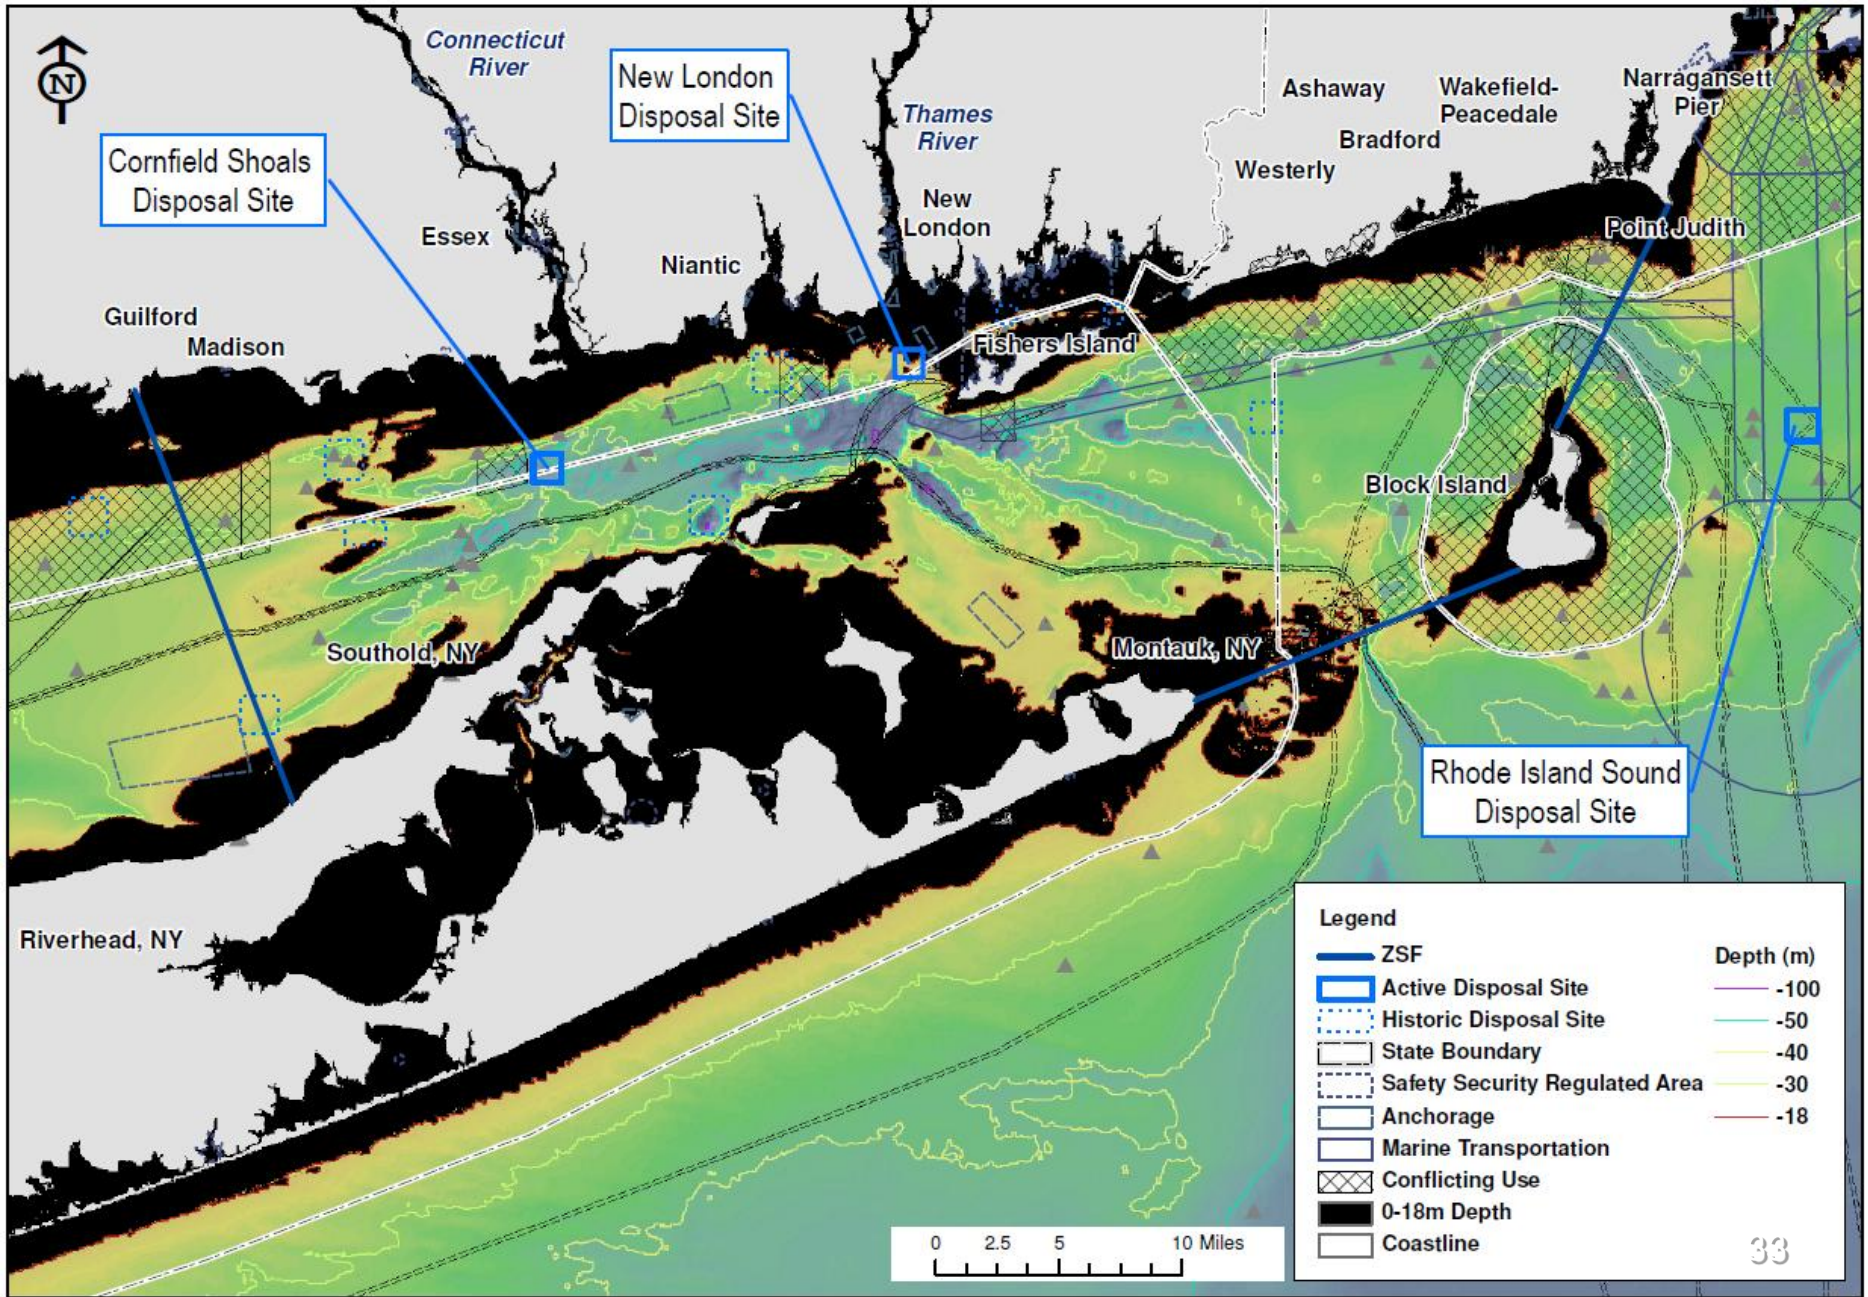 N
Connecticut
River
New London
Disposal Site
Thames
River
Ashaway
Wakefield-
Peacedale
Narragansett
Pier
Bradford
Westerly
Cornfield Shoals
Disposal Site
Essex
Niantic
New
London
Point Judith
Guilford
Madison
Fishers Island
Block Island
Southold, NY
Montauk, NY
Rhode Island Sound
Disposal Site
Riverhead, NY
Legend
ZSF
Active Disposal Site
Historic Disposal Site
State Boundary
Safety Security Regulated Area
Anchorage
Marine Transportation
Conflicting Use
0-18m Depth
Coastline
Depth (m)
-100
-50
-40
-30
-18
0 2.5 5 10 Miles
33